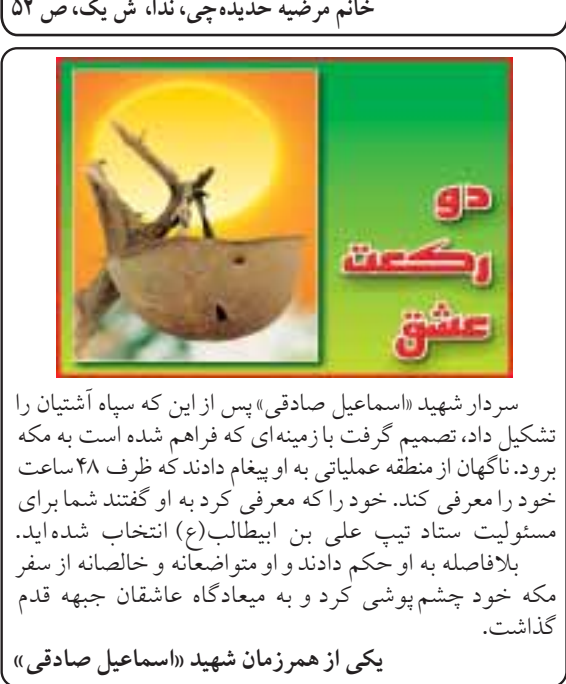 خانم مرضیه حدیده‌چی، ندا، ش یک، ص ۵۲
دو
رکعت
عشق
سردار شهید «اسماعیل صادقی» پس از این که سپاه آشتیان را
تشکیل داد، تصمیم گرفت با زمینه‌ای که فراهم شده است به مکه
برود. ناگهان از منطقه عملیاتی به او پیغام دادند که ظرف ۴۸ ساعت
خود را معرفی کند. خود را که معرفی کرد به او گفتند شما برای
مسئولیت ستاد تیپ علی بن ابیطالب(ع) انتخاب شده‌اید.
بلافاصله به او حکم دادند و او متواضعانه و خالصانه از سفر
مکه خود چشم‌پوشی کرد و به میعادگاه عاشقان جبهه قدم
گذاشت.
یکی از همرزمان شهید «اسماعیل صادقی»